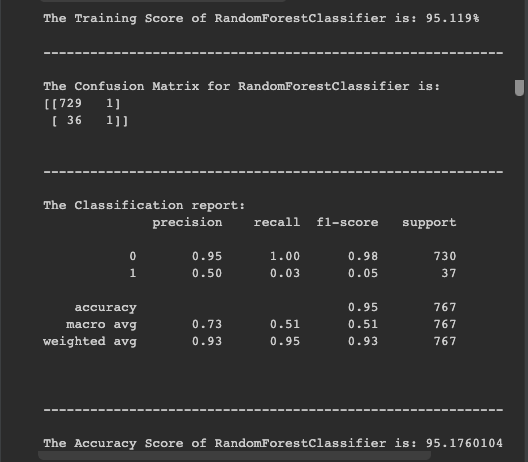 The Training Score of RandomForestClassifier is: 95.119%
------------------------------------------------------------
The Confusion Matrix for RandomForestClassifier is:
[[729   1]
 [ 36   1]]
------------------------------------------------------------
The Classification report:
              precision    recall  f1-score   support
           0       0.95      1.00      0.98       730
           1       0.50      0.03      0.05        37
    accuracy                           0.95       767
   macro avg       0.73      0.51      0.51       767
weighted avg       0.93      0.95      0.93       767
------------------------------------------------------------
The Accuracy Score of RandomForestClassifier is: 95.1760104